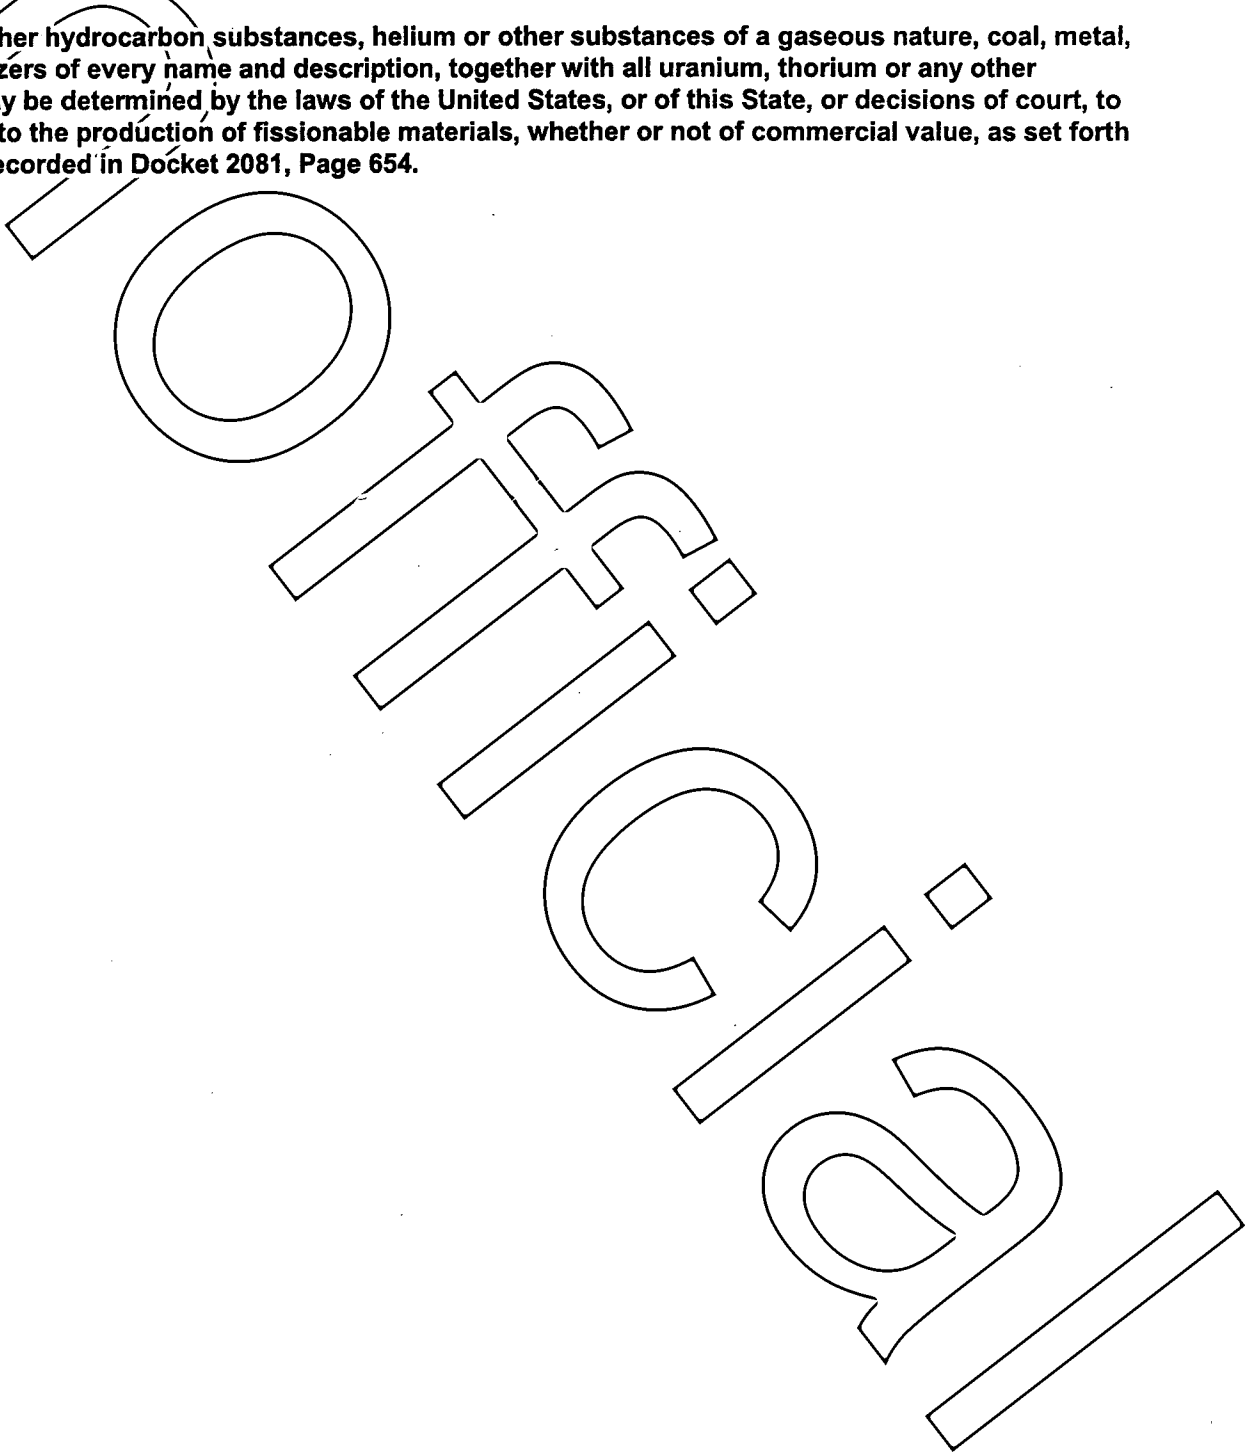 her hydrocarbon substances, helium or other substances of a gaseous nature, coal, metal,
zers of every name and description, together with all uranium, thorium or any other
y be determined by the laws of the United States, or of this State, or decisions of court, to
to the production of fissionable materials, whether or not of commercial value, as set forth
ecorded in Docket 2081, Page 654.
official